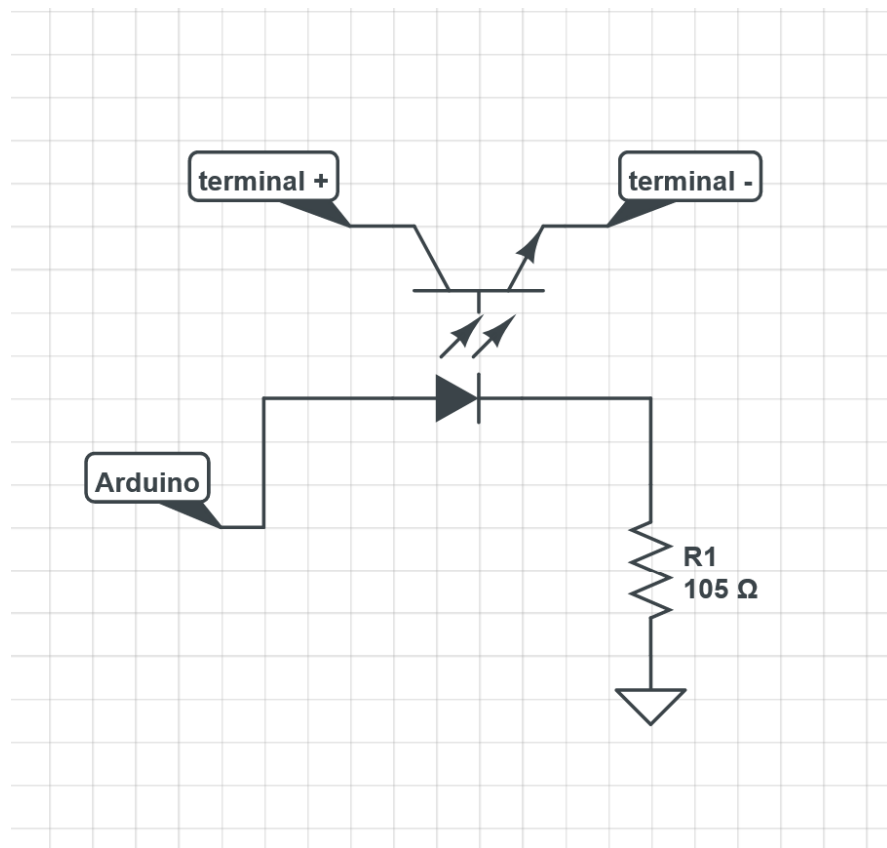 terminal +
terminal -
Arduino
R1
105 Ω